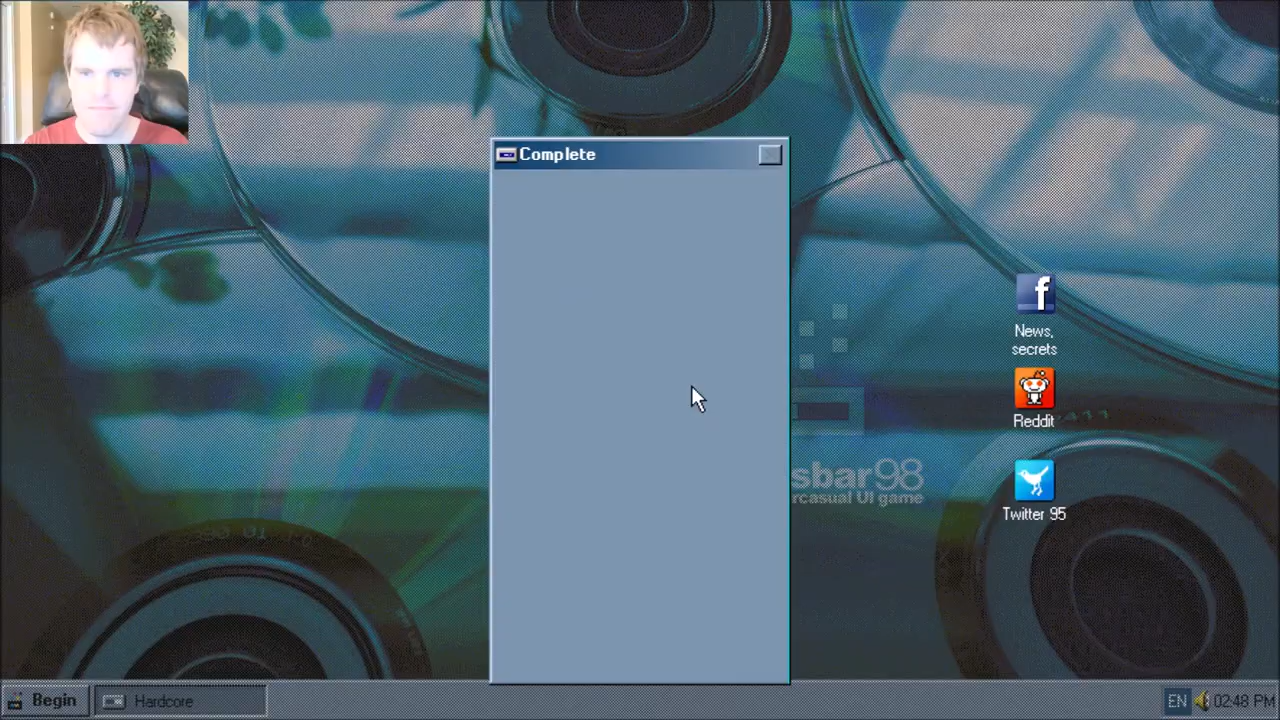 Complete
News,
secrets
Reddit
sbar98
rcasual UI game
Twitter 95
Begin
Hardcore
EN
02:48 PM